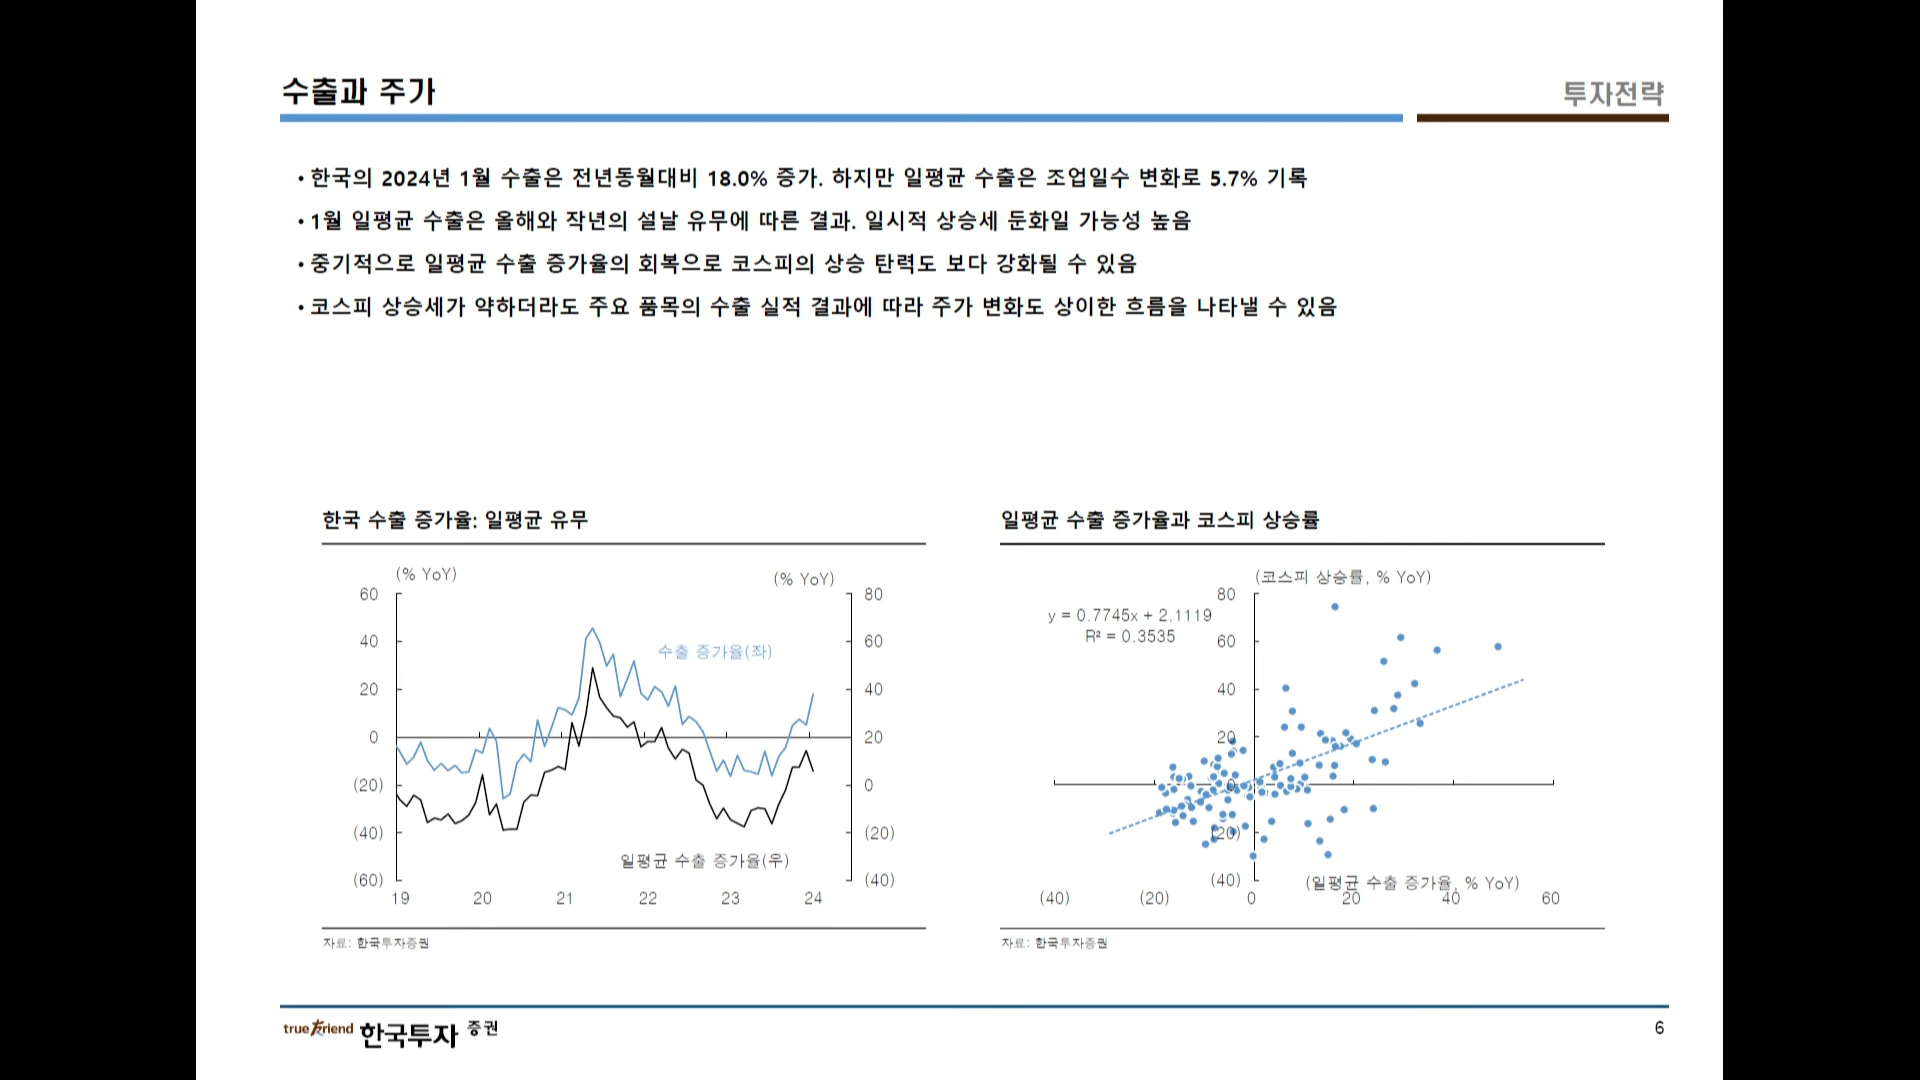 수출과 주가
투자전략
• 한국의 2024년 1월 수출은 전년동월대비 18.0% 증가. 하지만 일평균 수출은 조업일수 변화로 5.7% 기록
• 1월 일평균 수출은 올해와 작년의 설날 유무에 따른 결과. 일시적 상승세 둔화일 가능성 높음
• 중기적으로 일평균 수출 증가율의 회복으로 코스피의 상승 탄력도 보다 강화될 수 있음
• 코스피 상승세가 약하더라도 주요 품목의 수출 실적 결과에 따라 주가 변화도 상이한 흐름을 나타낼 수 있음
한국 수출 증가율: 일평균 유무
(% YoY)
(% YoY)
60
40
20
0
(20)
(40)
(60)
80
60
40
20
0
(20)
(40)
수출 증가율(좌)
일평균 수출 증가율(우)
19 20 21 22 23 24
자료: 한국투자증권
일평균 수출 증가율과 코스피 상승률
(코스피 상승률, % YoY)
y = 0.7745x + 2.1119
R² = 0.3535
80
60
40
20
0
(20)
(40)
(일평균 수출 증가율, % YoY)
(40) (20) 0 20 40 60
자료: 한국투자증권
true friend 한국투자 증권
6